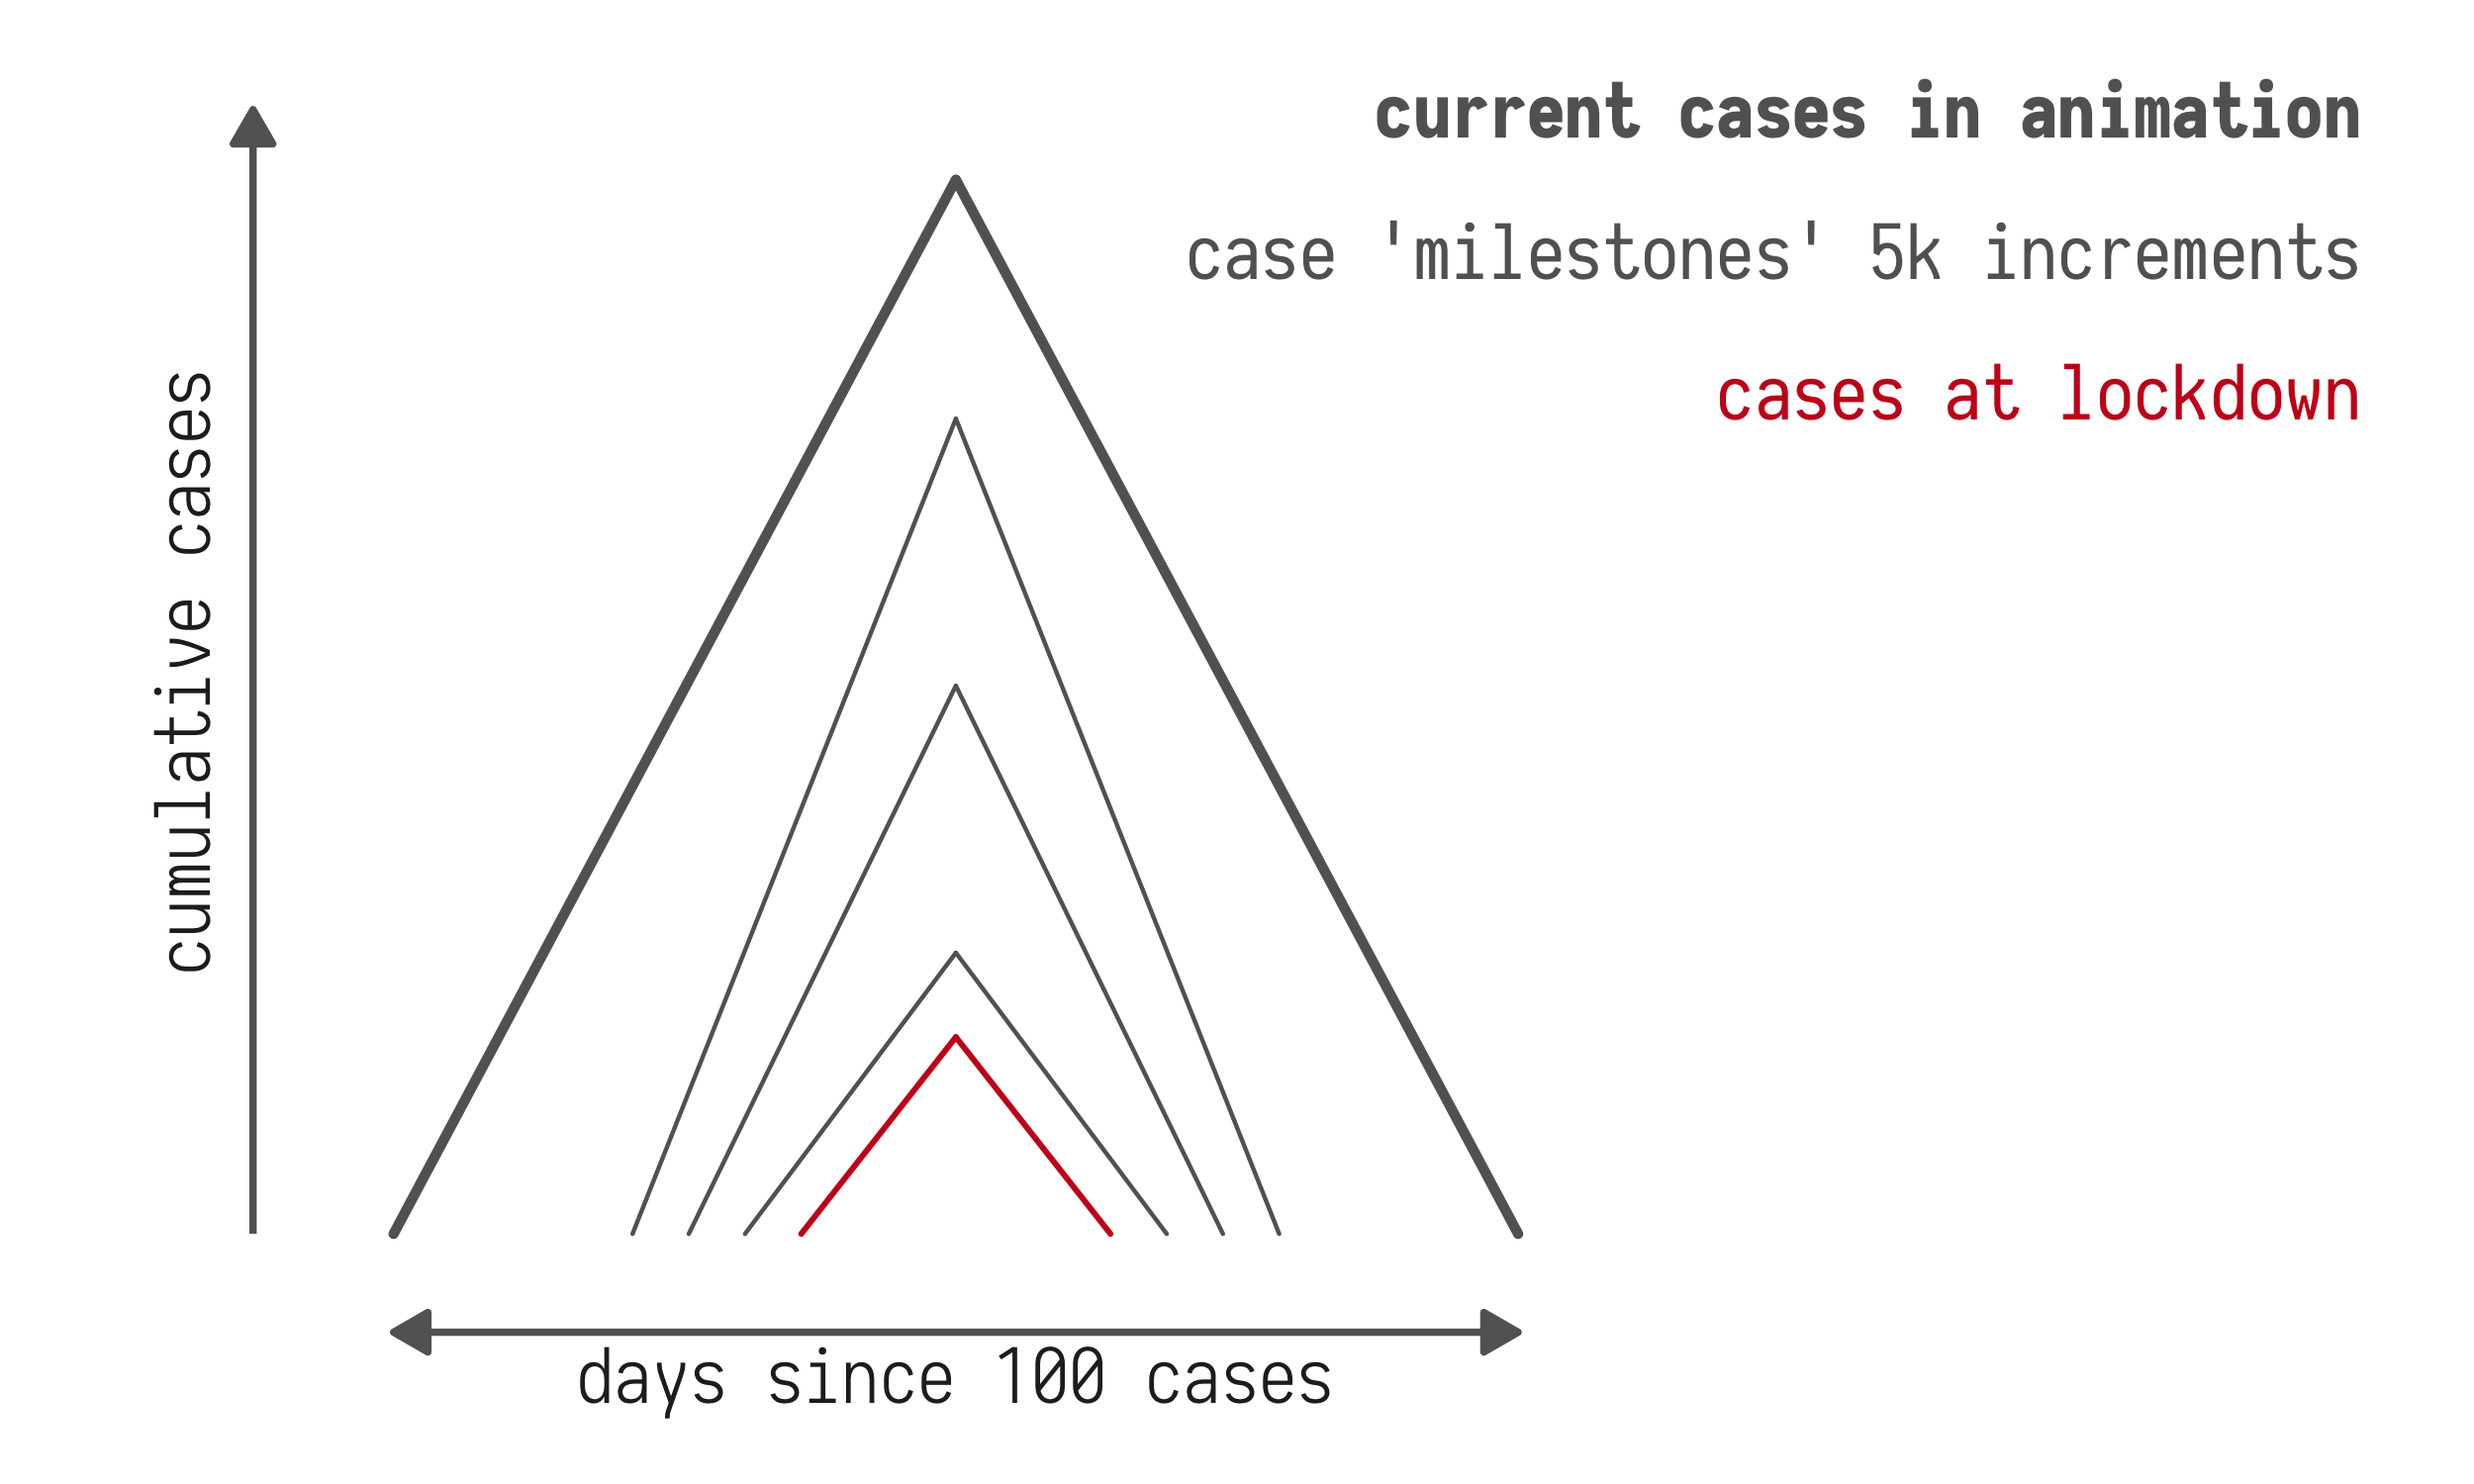 current cases in animation
case 'milestones' 5k increments
cases at lockdown
cumulative cases
days since 100 cases